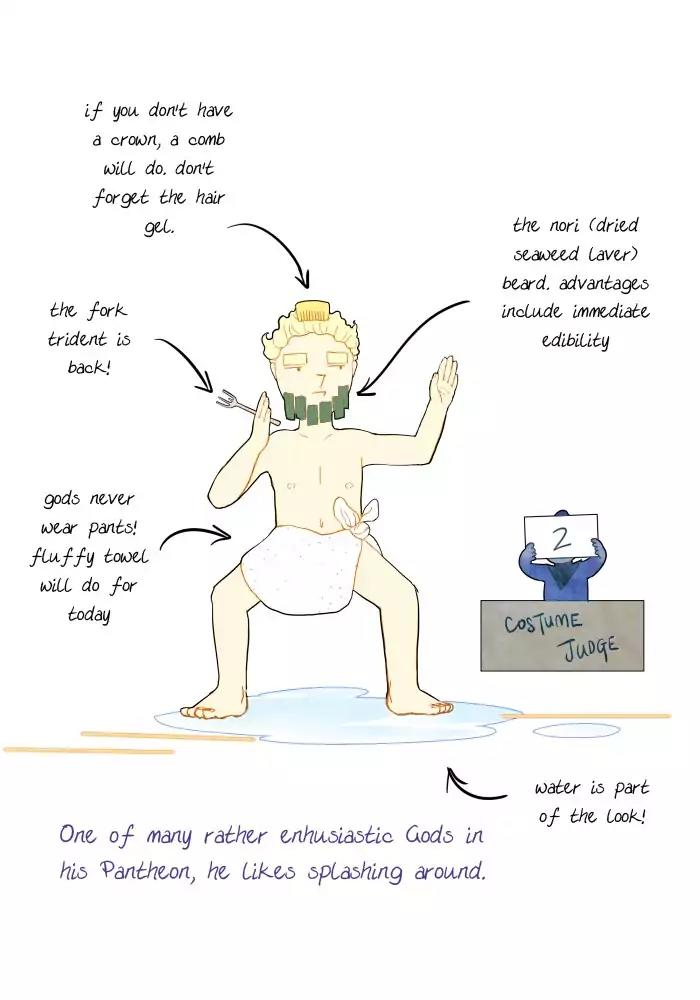 if you don't have
a crown, a comb
will do. don't
forget the hair
gel.
the nori (dried
seaweed laver)
beard. advantages
include immediate
edibility
the fork
trident is
back!
gods never
wear pants!
fluffy towel
will do for
today
2
COSTUME
JUDGE
water is part
of the look!
One of many rather enhusiastic Gods in
his Pantheon, he likes splashing around.